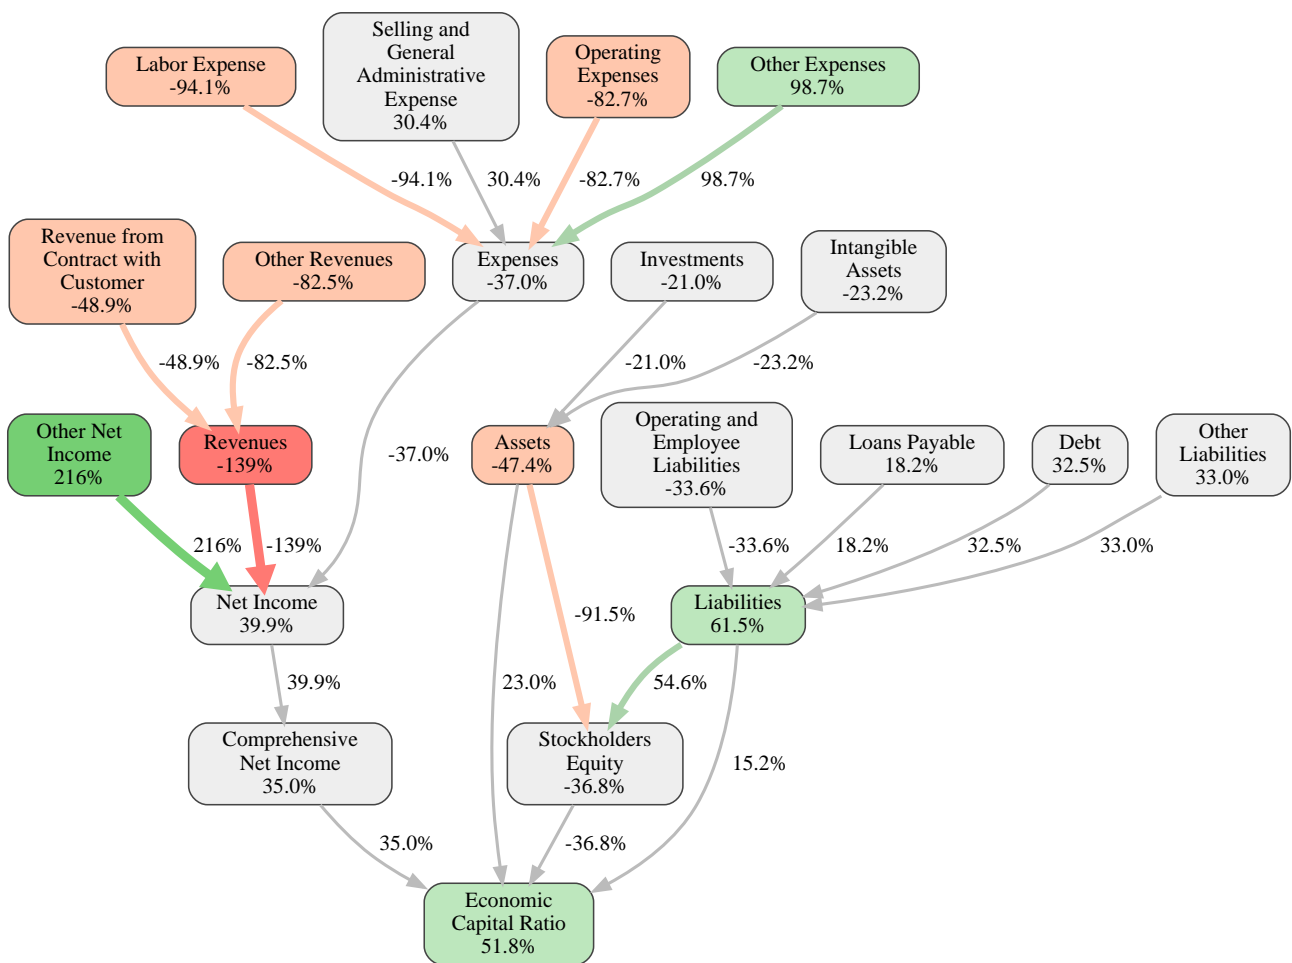 Labor Expense
-94.1%
Selling and
General
Administrative
Expense
30.4%
Operating
Expenses
-82.7%
Other Expenses
98.7%
-94.1%
30.4%
-82.7%
98.7%
Revenue from
Contract with
Customer
-48.9%
Other Revenues
-82.5%
Expenses
-37.0%
Investments
-21.0%
Intangible
Assets
-23.2%
-48.9%
-82.5%
-21.0%
-23.2%
Other Net
Income
216%
Revenues
-139%
-37.0%
Assets
-47.4%
Operating and
Employee
Liabilities
-33.6%
Loans Payable
18.2%
Debt
32.5%
Other
Liabilities
33.0%
216%
-139%
-33.6%
18.2%
32.5%
33.0%
Net Income
39.9%
-91.5%
Liabilities
61.5%
39.9%
23.0%
54.6%
Comprehensive
Net Income
35.0%
Stockholders
Equity
-36.8%
15.2%
35.0%
-36.8%
Economic
Capital Ratio
51.8%